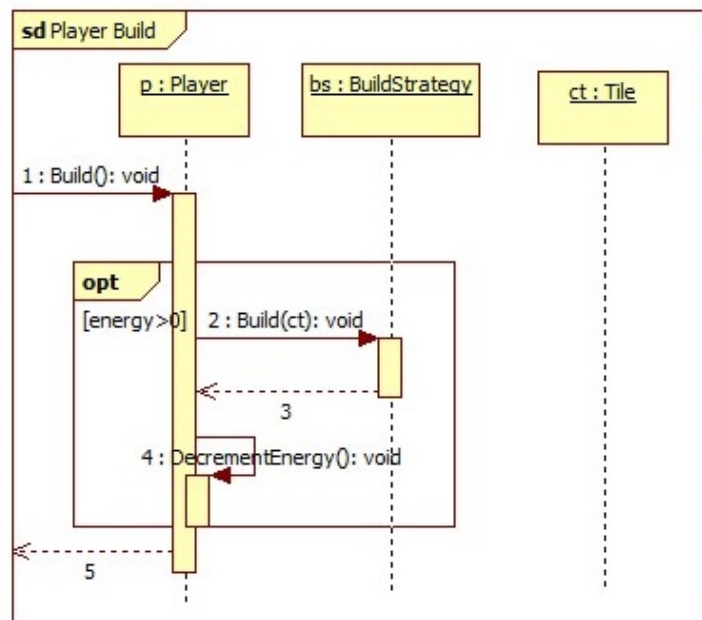 sd Player Build
p : Player
bs : BuildStrategy
ct : Tile
1 : Build(): void
opt
[energy>0]
2 : Build(ct): void
3
4 : DecrementEnergy(): void
5